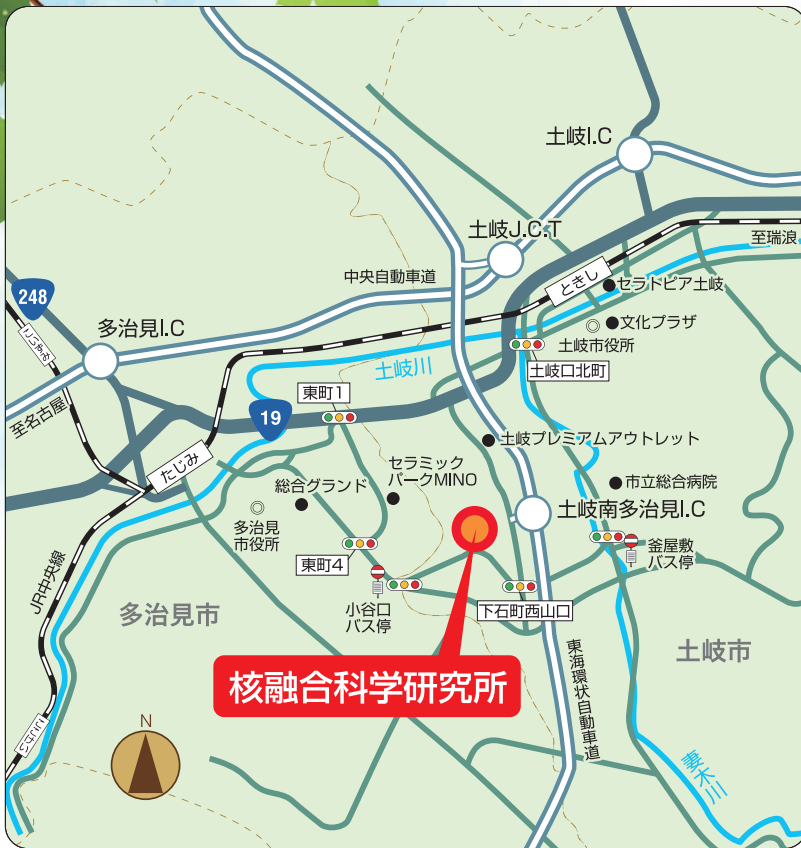 土岐I.C
土岐J.C.T
至瑞浪
中央自動車道
ときし
セラトピア土岐
248
文化プラザ
多治見I.C
土岐市役所
土岐川
土岐口北町
東町1
至名古屋
19
土岐プレミアムアウトレット
たじみ
セラミック
パークMINO
総合グランド
市立総合病院
土岐南多治見I.C
多治見
市役所
釜屋敷
バス停
東町4
JR中央線
小谷口
バス停
下石町西山口
多治見市
土岐市
東海環状自動車道
核融合科学研究所
N
妻木川